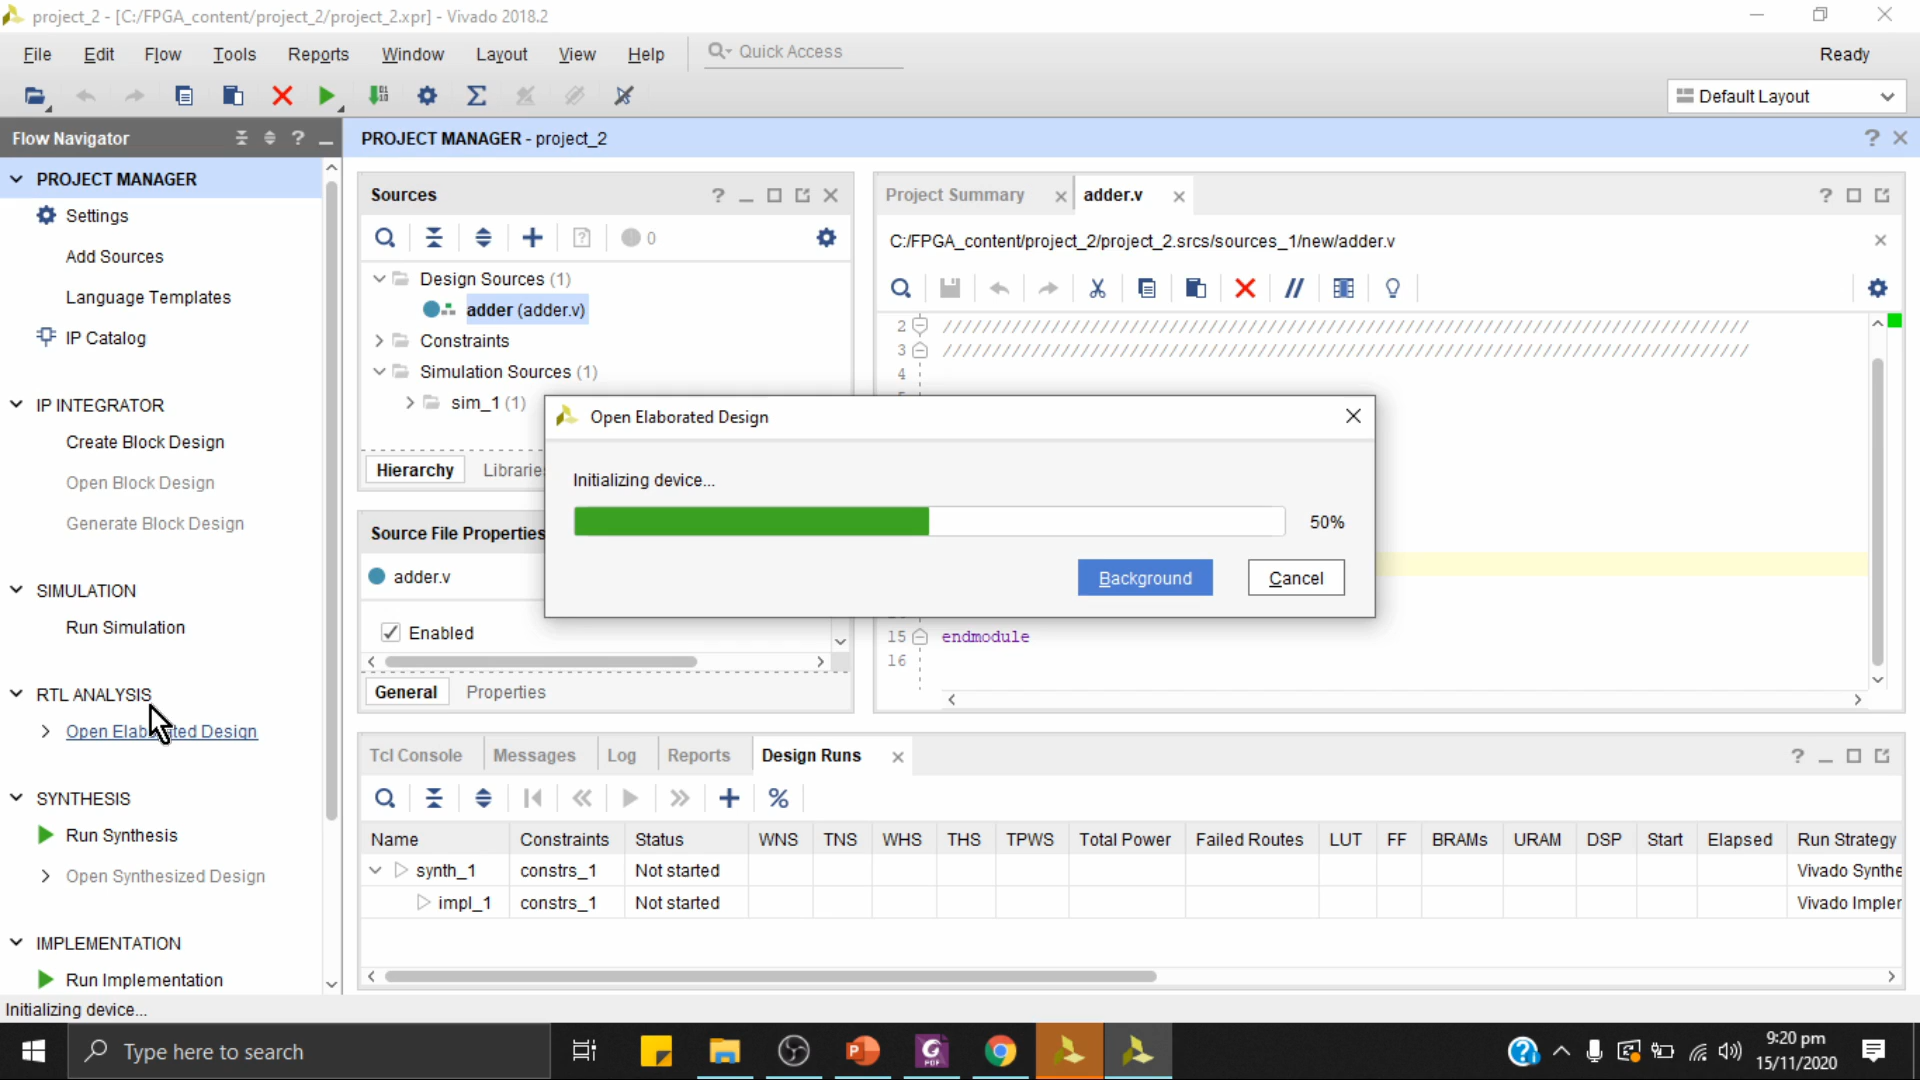 project_2 - [C:/FPGA_content/project_2/project_2.xpr] - Vivado 2018.2
File Edit Flow Tools Reports Window Layout View Help Quick Access Ready
Default Layout
Flow Navigator
PROJECT MANAGER
Settings
Add Sources
Language Templates
IP Catalog
IP INTEGRATOR
Create Block Design
Open Block Design
Generate Block Design
SIMULATION
Run Simulation
RTL ANALYSIS
Open Elaborated Design
SYNTHESIS
Run Synthesis
Open Synthesized Design
IMPLEMENTATION
Run Implementation
PROJECT MANAGER - project_2
Sources
0
Design Sources (1)
adder (adder.v)
Constraints
Simulation Sources (1)
sim_1 (1)
Hierarchy Libraries
Source File Properties
adder.v
Enabled
General Properties
Project Summary adder.v
C:/FPGA_content/project_2/project_2.srcs/sources_1/new/adder.v
2 //////////////////////////////////////////////////////////////////////////////////
3 //////////////////////////////////////////////////////////////////////////////////
4
15 endmodule
16
Open Elaborated Design
Initializing device...
50%
Background Cancel
Tcl Console Messages Log Reports Design Runs
Name Constraints Status WNS TNS WHS THS TPWS Total Power Failed Routes LUT FF BRAMs URAM DSP Start Elapsed Run Strategy
synth_1 constrs_1 Not started Vivado Synthe
impl_1 constrs_1 Not started Vivado Impler
Initializing device...
Type here to search
9:20 pm
15/11/2020